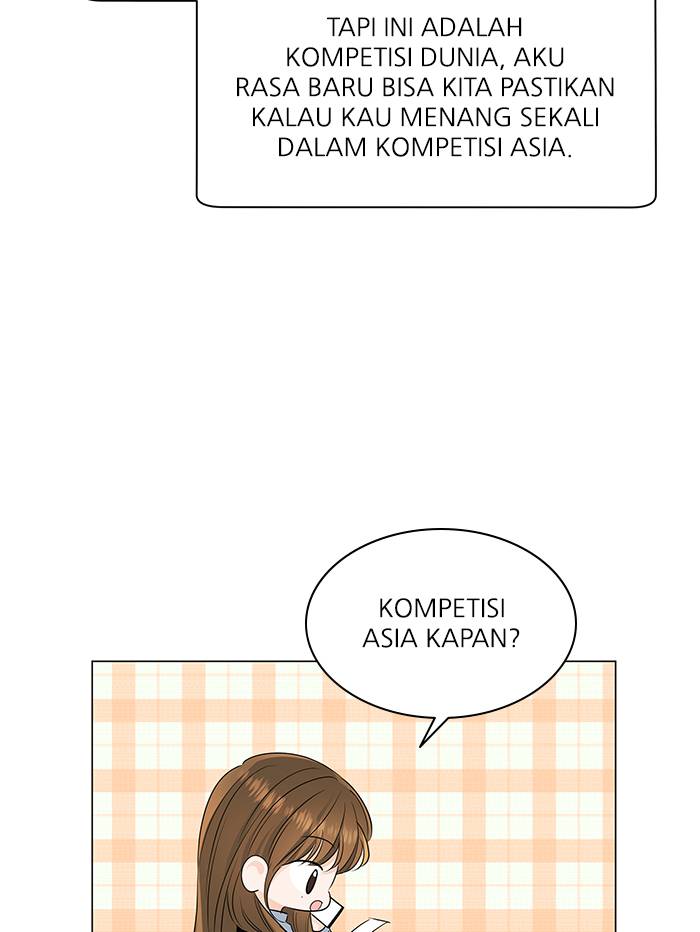 TAPI INI ADALAH
KOMPETISI DUNIA, AKU
RASA BARU BISA KITA PASTIKAN
KALAU KAU MENANG SEKALI
DALAM KOMPETISI ASIA.
KOMPETISI
ASIA KAPAN?